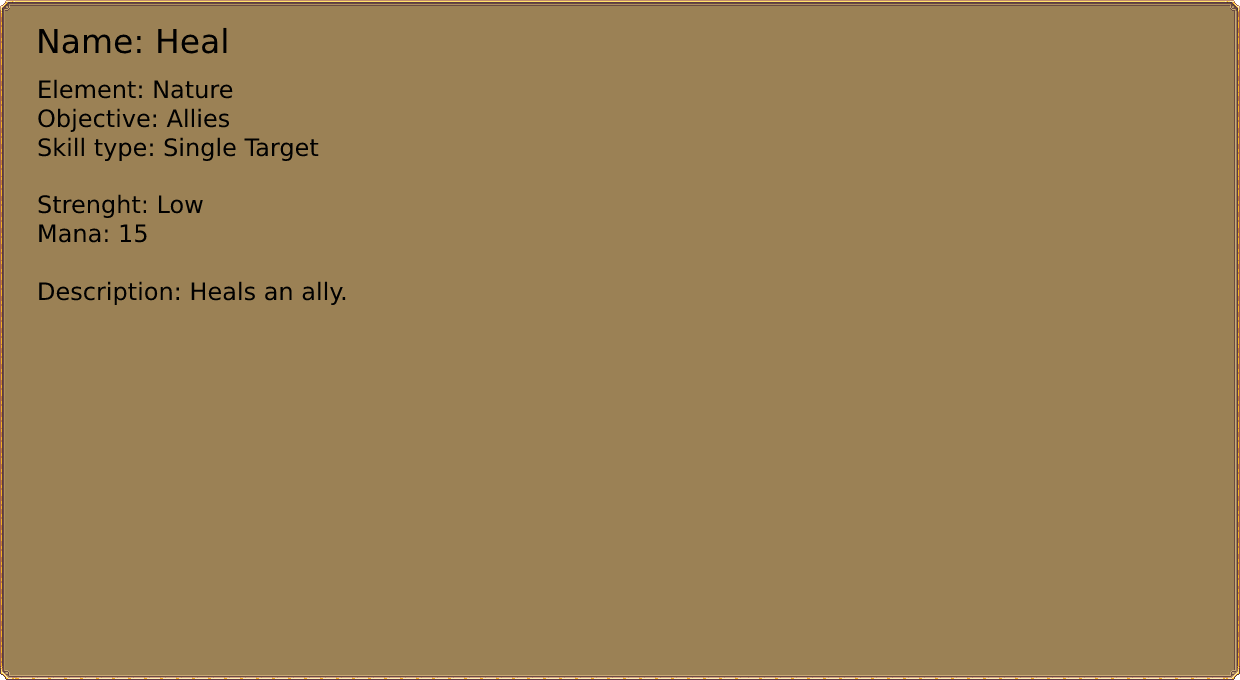 Name: Heal
Element: Nature
Objective: Allies
Skill type: Single Target
Strenght: Low
Mana: 15
Description: Heals an ally.